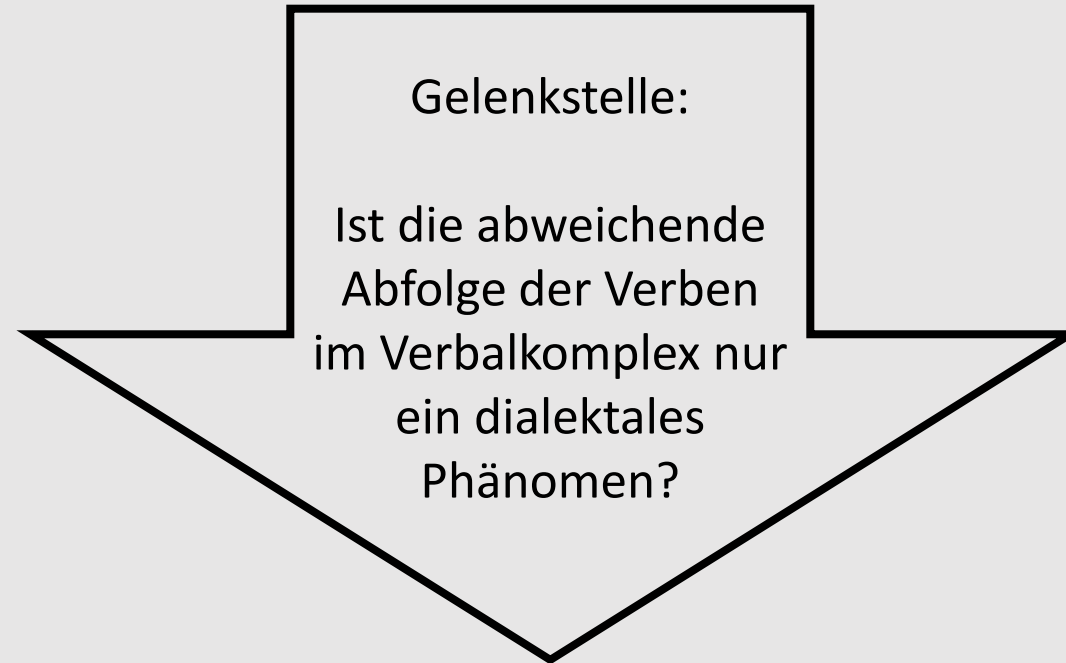 Gelenkstelle:
Ist die abweichende
Abfolge der Verben
im Verbalkomplex nur
ein dialektales
Phänomen?